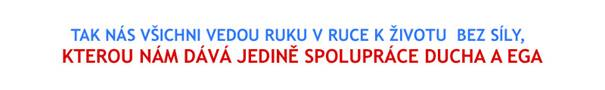 TAK NÁS VŠICHNI VEDOU RUKU V RUCE K ŽIVOTU  BEZ SÍLY,
KTEROU NÁM DÁVÁ JEDINĚ SPOLUPRÁCE DUCHA A EGA